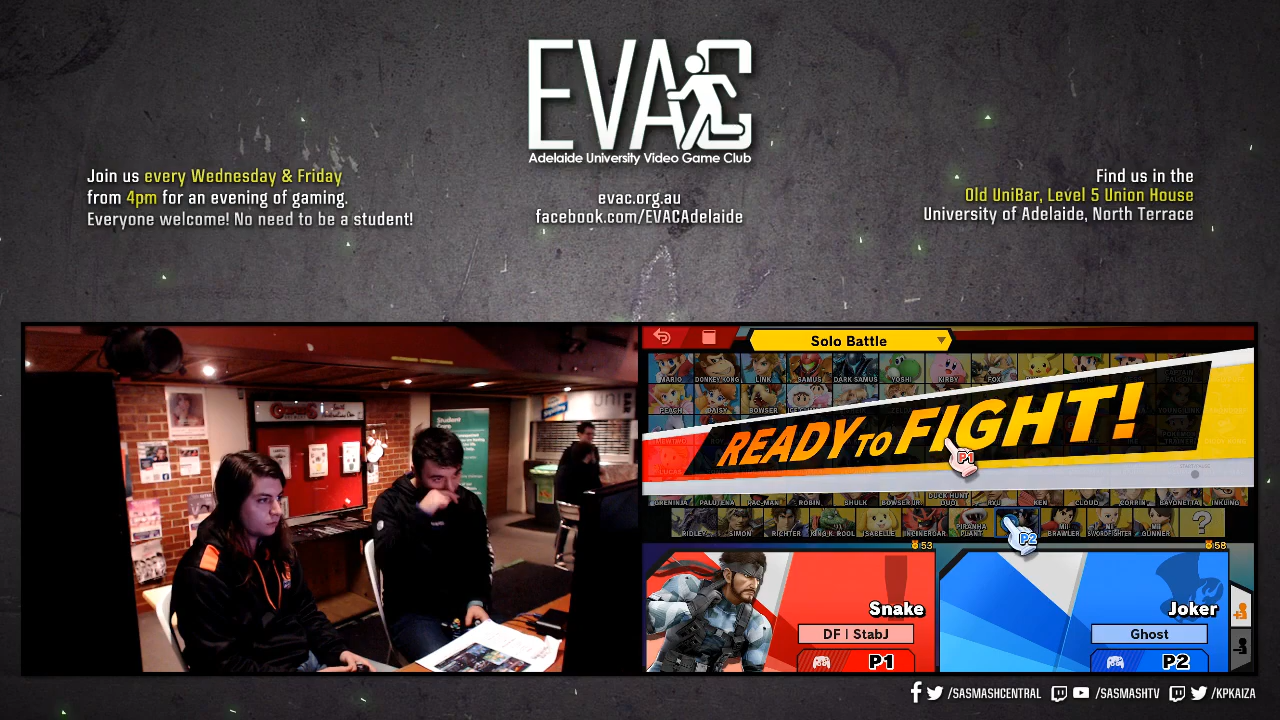 EVAC
Adelaide University Video Game Club
Join us every Wednesday & Friday
from 4pm for an evening of gaming.
Everyone welcome! No need to be a student!
evac.org.au
facebook.com/EVACAdelaide
Find us in the
Old UniBar, Level 5 Union House
University of Adelaide, North Terrace
Solo Battle
MARIO DONKEY KONG LINK SAMUS DARK SAMUS YOSHI KIRBY FOX
PEACH DAISY BOWSER
READY TO FIGHT!
P1
GRENINJA PALUTENA PAC-MAN ROBIN SHULK BOWSER JR. DUCK HUNT DUO RYU KEN CLOUD CORRIN BAYONETTA INKLING
RIDLEY SIMON RICHTER KING K. ROOL ISABELLE INCINEROAR PIRANHA PLANT P2 MII BRAWLER MII SWORDFIGHTER MII GUNNER ?
53
58
Snake
DF | StabJ
P1
Joker
Ghost
P2
Student Care
/SASMASHCENTRAL /SASMASHTV /KPKAIZA